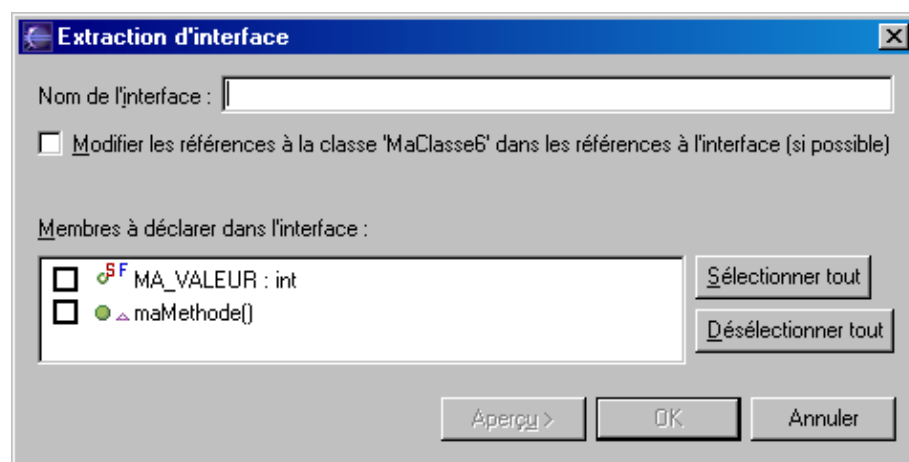 Extraction d'interface
Nom de l'interface :
Modifier les références à la classe 'MaClasse6' dans les références à l'interface (si possible)
Membres à déclarer dans l'interface :
S F MA_VALEUR : int
maMethode()
Sélectionner tout
Désélectionner tout
Aperçu > OK Annuler